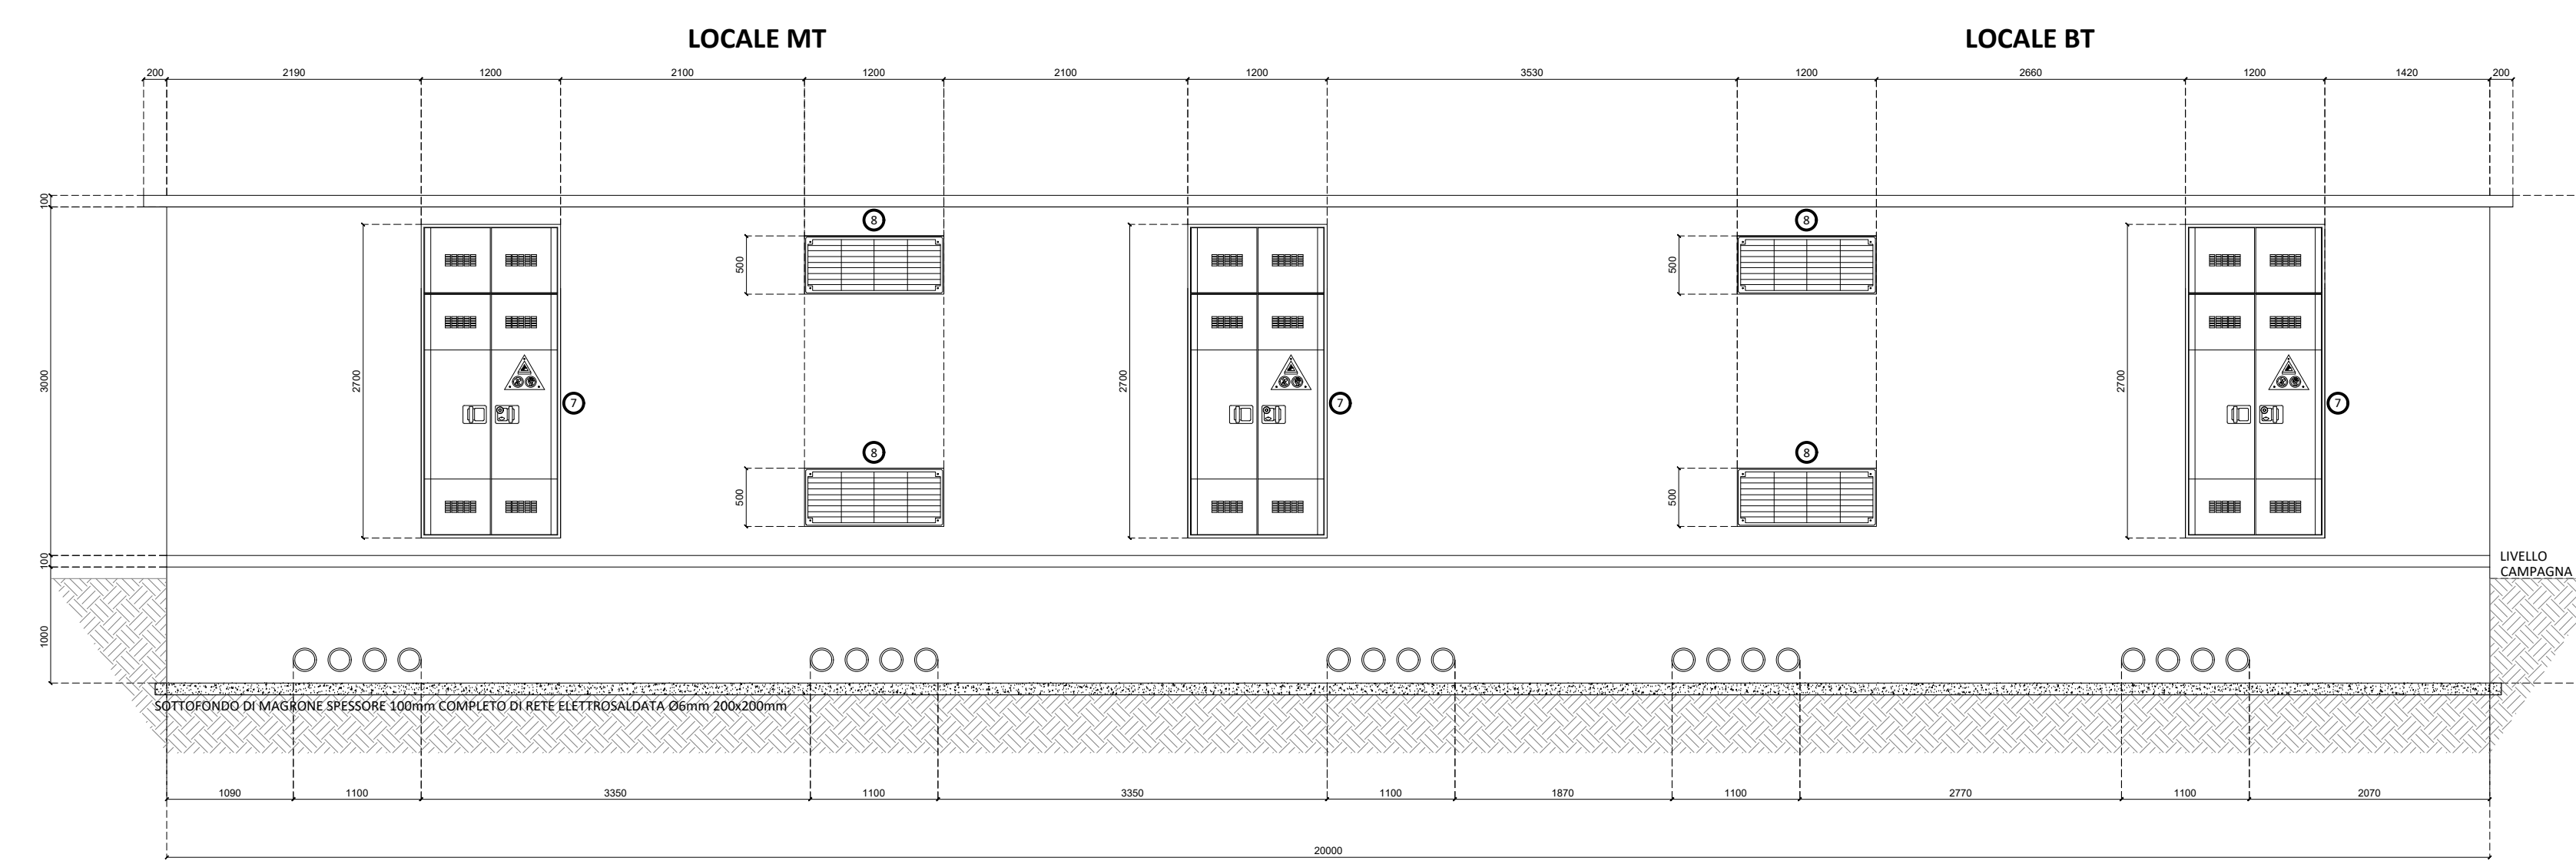 LOCALE MT LOCALE BT
200 2190 1200 2100 1200 2100 1200 3530 1200 2660 1200 1420 200
100
8 8
500 500
3000 2700 2700 2700
7 7 7
8 8
500 500
100
LIVELLO
CAMPAGNA
1000
SOTTOFONDO DI MAGRONE SPESSORE 100mm COMPLETO DI RETE ELETTROSALDATA Ø6mm 200x200mm
1090 1100 3350 1100 3350 1100 1870 1100 2770 1100 2070
20000